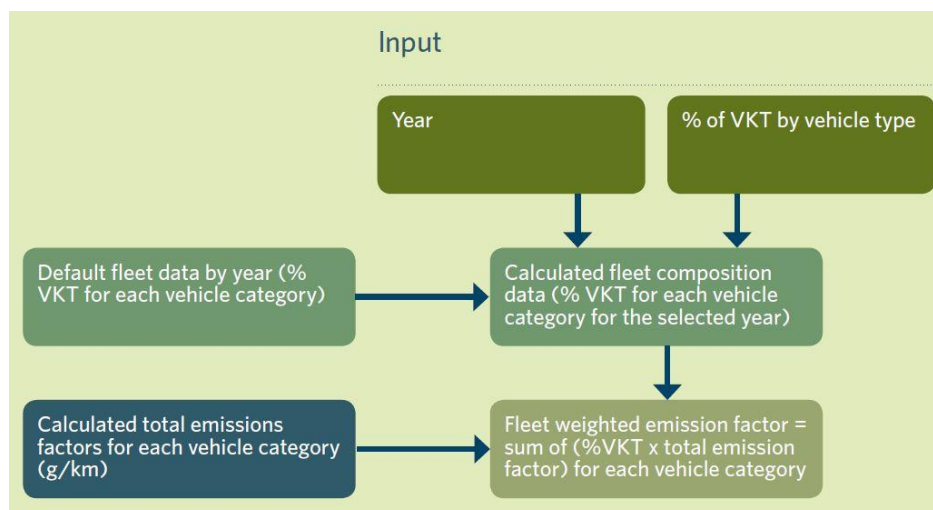 Input
Year
% of VKT by vehicle type
Default fleet data by year (%
VKT for each vehicle category)
Calculated fleet composition
data (% VKT for each vehicle
category for the selected year)
Calculated total emissions
factors for each vehicle category
(g/km)
Fleet weighted emission factor =
sum of (%VKT x total emission
factor) for each vehicle category